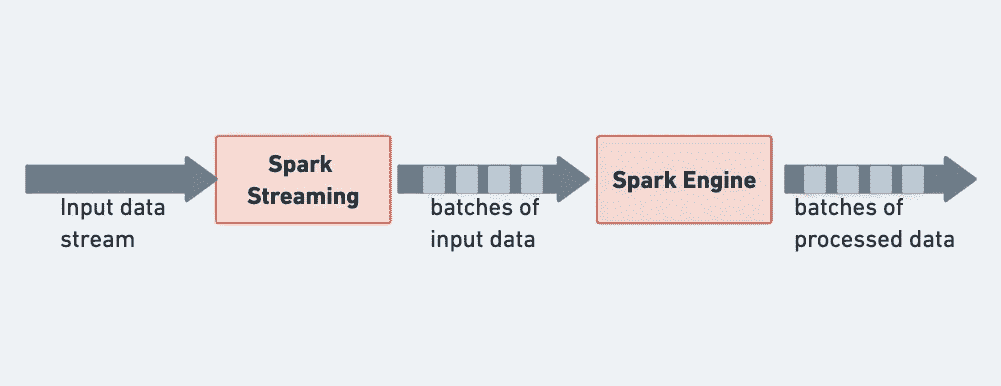 Spark
Streaming
Spark Engine
Input data
stream
batches of
input data
batches of
processed data